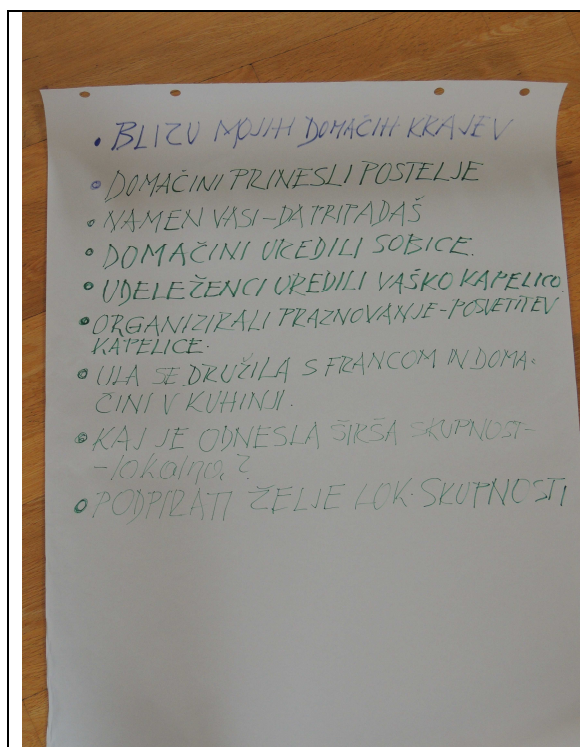 • BLIZU MOJIH DOMAČIH KRAJEV
• DOMAČINI PRINESLI POSTELJE
• NAMEN VASI-DA PRIPADAŠ
• DOMAČINI UREDILI SOBICE.
• UDELEŽENCI UREDILI VAŠKO KAPELICO.
• ORGANIZIRALI PRAZNOVANJE-POSVETITEV
KAPELICE.
• ULA SE DRUŽILA S FRANCOM IN DOMA-
ČINI V KUHINJI.
• KAJ JE ODNESLA ŠIRŠA SKUPNOST-
-lokalna?
• PODPIRATI ŽELJE LOK. SKUPNOSTI